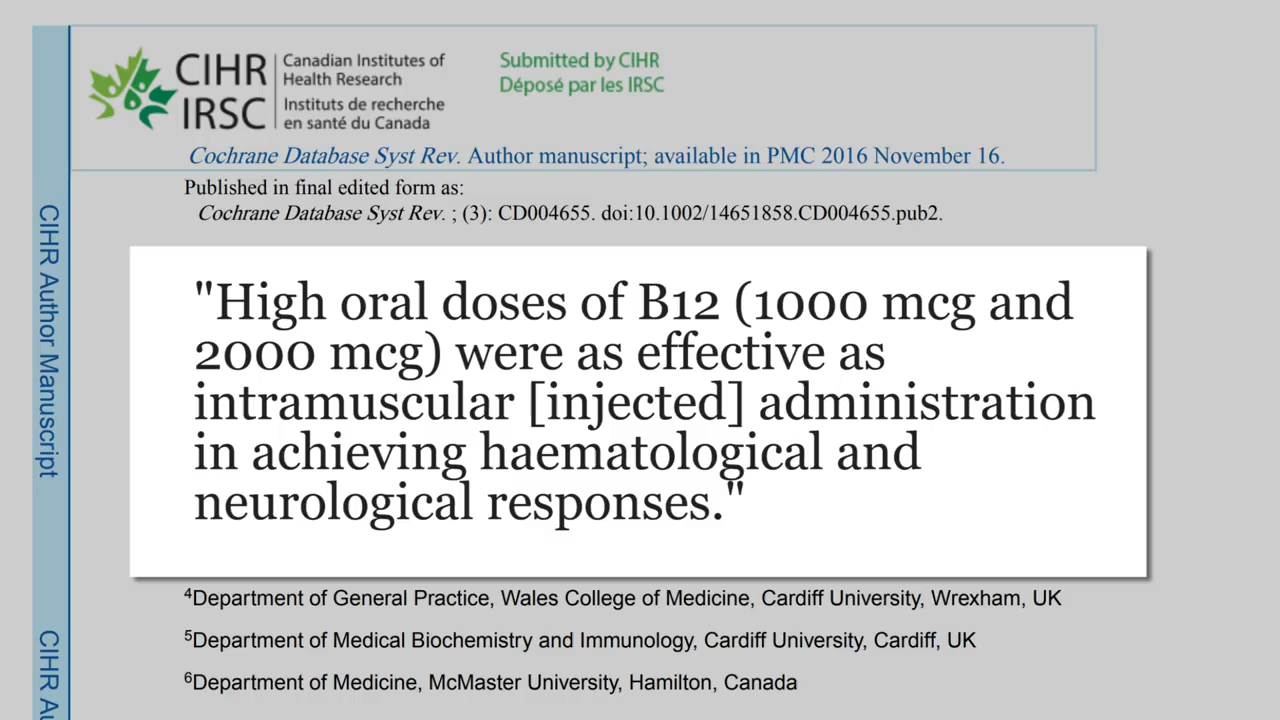 CIHR
IRSC
Canadian Institutes of
Health Research
Instituts de recherche
en santé du Canada
Submitted by CIHR
Déposé par les IRSC
Cochrane Database Syst Rev. Author manuscript; available in PMC 2016 November 16.
Published in final edited form as:
Cochrane Database Syst Rev. ; (3): CD004655. doi:10.1002/14651858.CD004655.pub2.
CIHR Author Manuscript
"High oral doses of B12 (1000 mcg and
2000 mcg) were as effective as
intramuscular [injected] administration
in achieving haematological and
neurological responses."
4Department of General Practice, Wales College of Medicine, Cardiff University, Wrexham, UK
5Department of Medical Biochemistry and Immunology, Cardiff University, Cardiff, UK
6Department of Medicine, McMaster University, Hamilton, Canada
CIHR Au